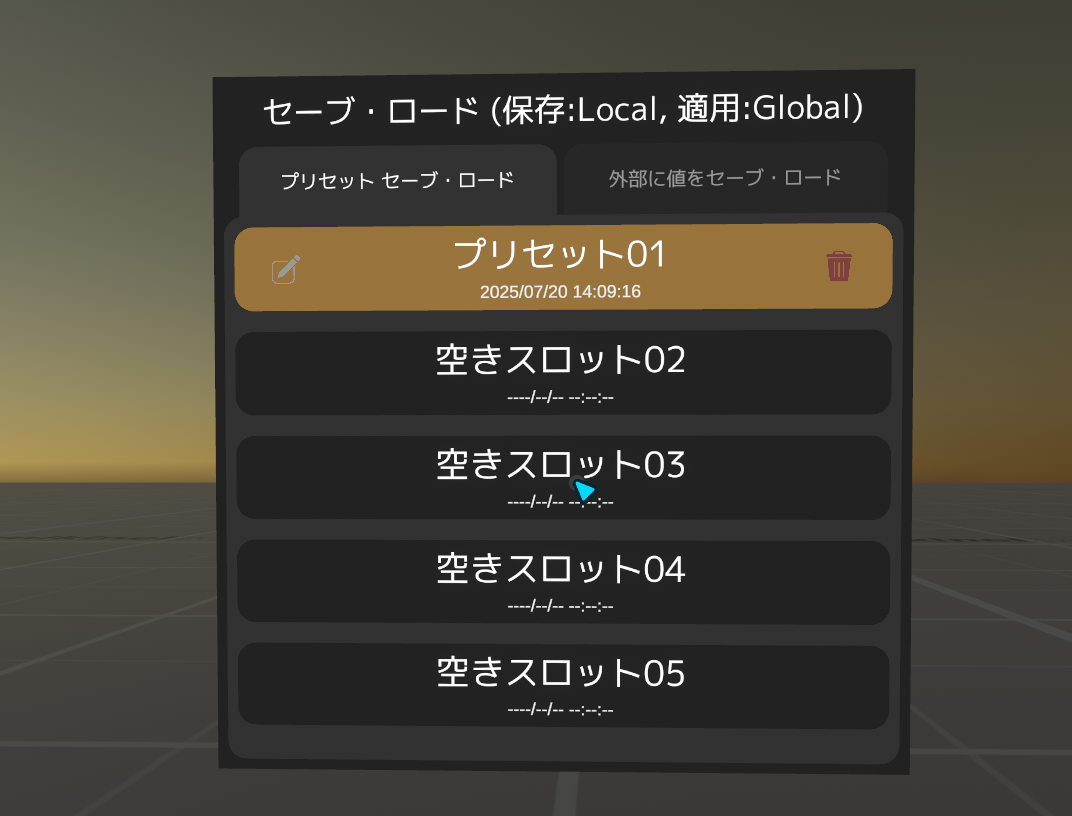 セーブ・ロード (保存:Local, 適用:Global)
プリセット セーブ・ロード
外部に値をセーブ・ロード
プリセット01
2025/07/20 14:09:16
空きスロット02
----/--/-- --:--:--
空きスロット03
----/--/-- --:--:--
空きスロット04
----/--/-- --:--:--
空きスロット05
----/--/-- --:--:--